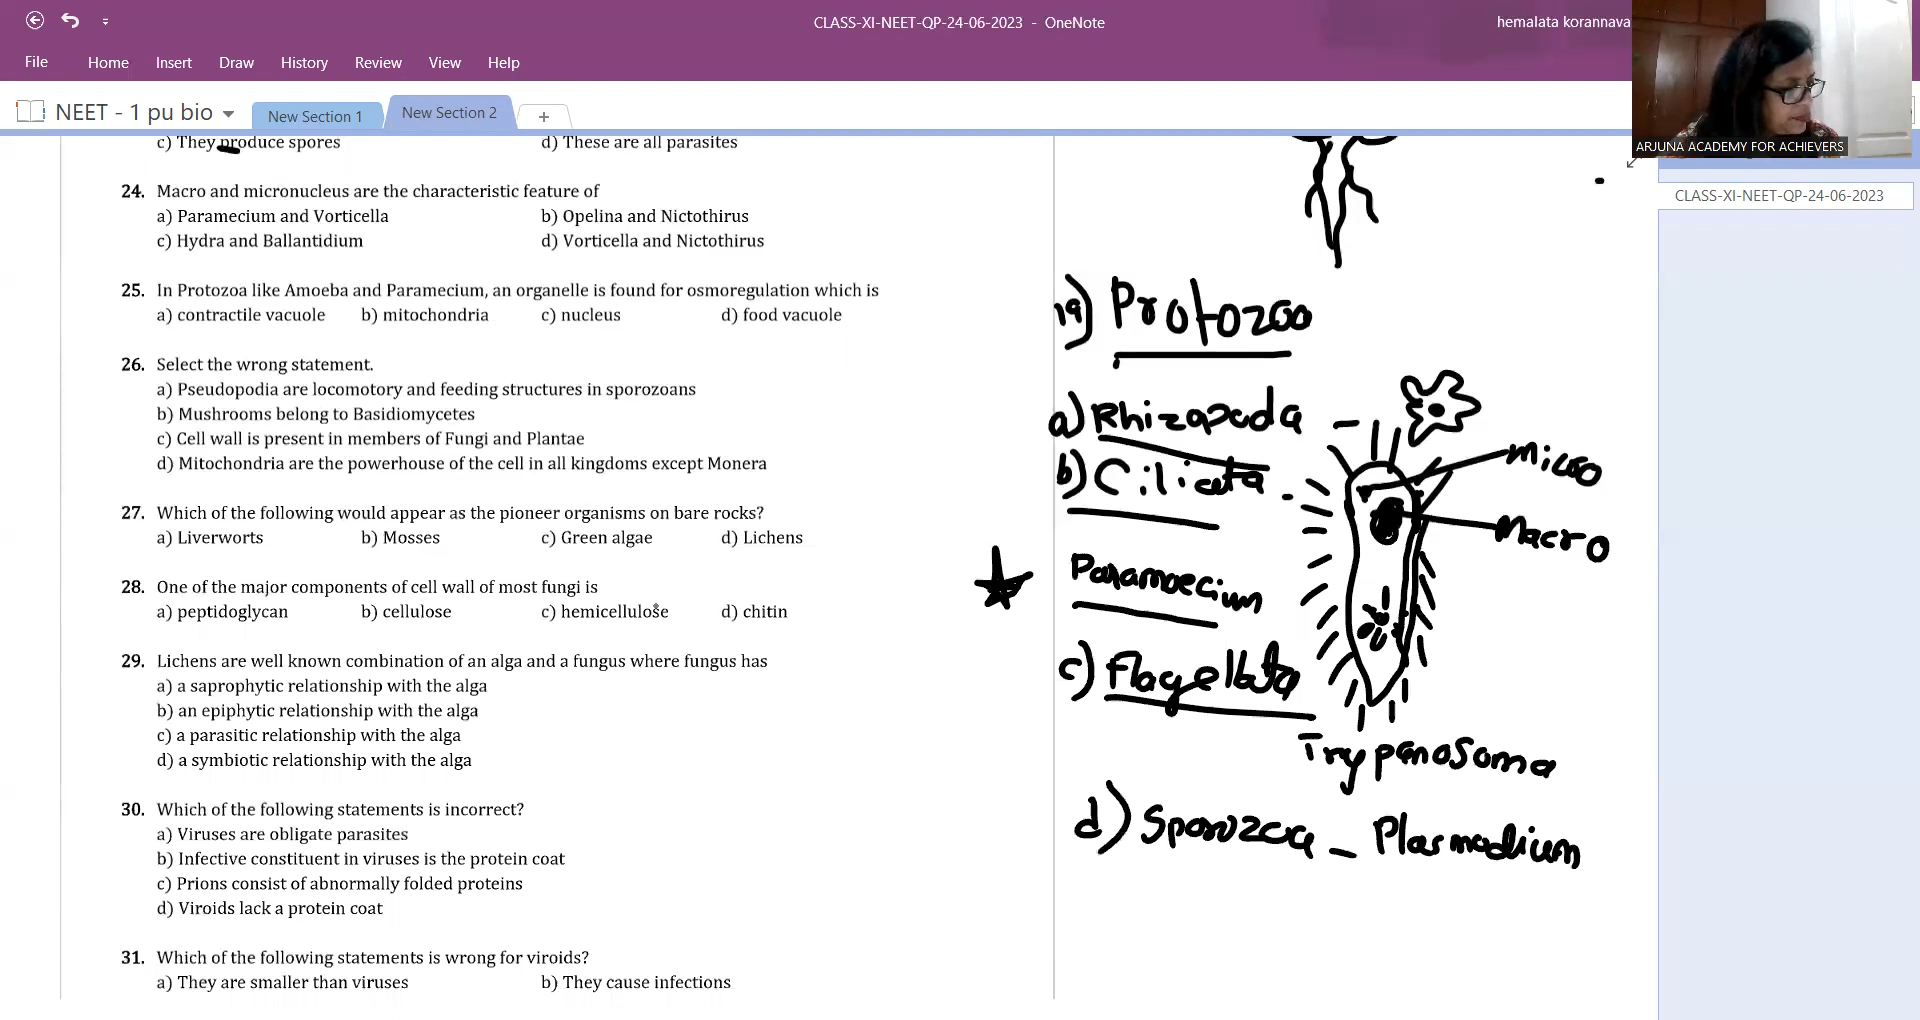 CLASS-XI-NEET-QP-24-06-2023 - OneNote
hemalata korannava
File Home Insert Draw History Review View Help
NEET - 1 pu bio
New Section 1
New Section 2
ARJUNA ACADEMY FOR ACHIEVERS
CLASS-XI-NEET-QP-24-06-2023
c) They produce spores d) These are all parasites
24. Macro and micronucleus are the characteristic feature of
a) Paramecium and Vorticella b) Opelina and Nictothirus
c) Hydra and Ballantidium d) Vorticella and Nictothirus
25. In Protozoa like Amoeba and Paramecium, an organelle is found for osmoregulation which is
a) contractile vacuole b) mitochondria c) nucleus d) food vacuole
26. Select the wrong statement.
a) Pseudopodia are locomotory and feeding structures in sporozoans
b) Mushrooms belong to Basidiomycetes
c) Cell wall is present in members of Fungi and Plantae
d) Mitochondria are the powerhouse of the cell in all kingdoms except Monera
27. Which of the following would appear as the pioneer organisms on bare rocks?
a) Liverworts b) Mosses c) Green algae d) Lichens
28. One of the major components of cell wall of most fungi is
a) peptidoglycan b) cellulose c) hemicellulose d) chitin
29. Lichens are well known combination of an alga and a fungus where fungus has
a) a saprophytic relationship with the alga
b) an epiphytic relationship with the alga
c) a parasitic relationship with the alga
d) a symbiotic relationship with the alga
30. Which of the following statements is incorrect?
a) Viruses are obligate parasites
b) Infective constituent in viruses is the protein coat
c) Prions consist of abnormally folded proteins
d) Viroids lack a protein coat
31. Which of the following statements is wrong for viroids?
a) They are smaller than viruses b) They cause infections
19) Protozoa
a) Rhizopoda -
b) Ciliata -
Micro
Macro
Paramoecium
c) Flagellata
Trypanosoma
d) Sporozoa - Plasmodium